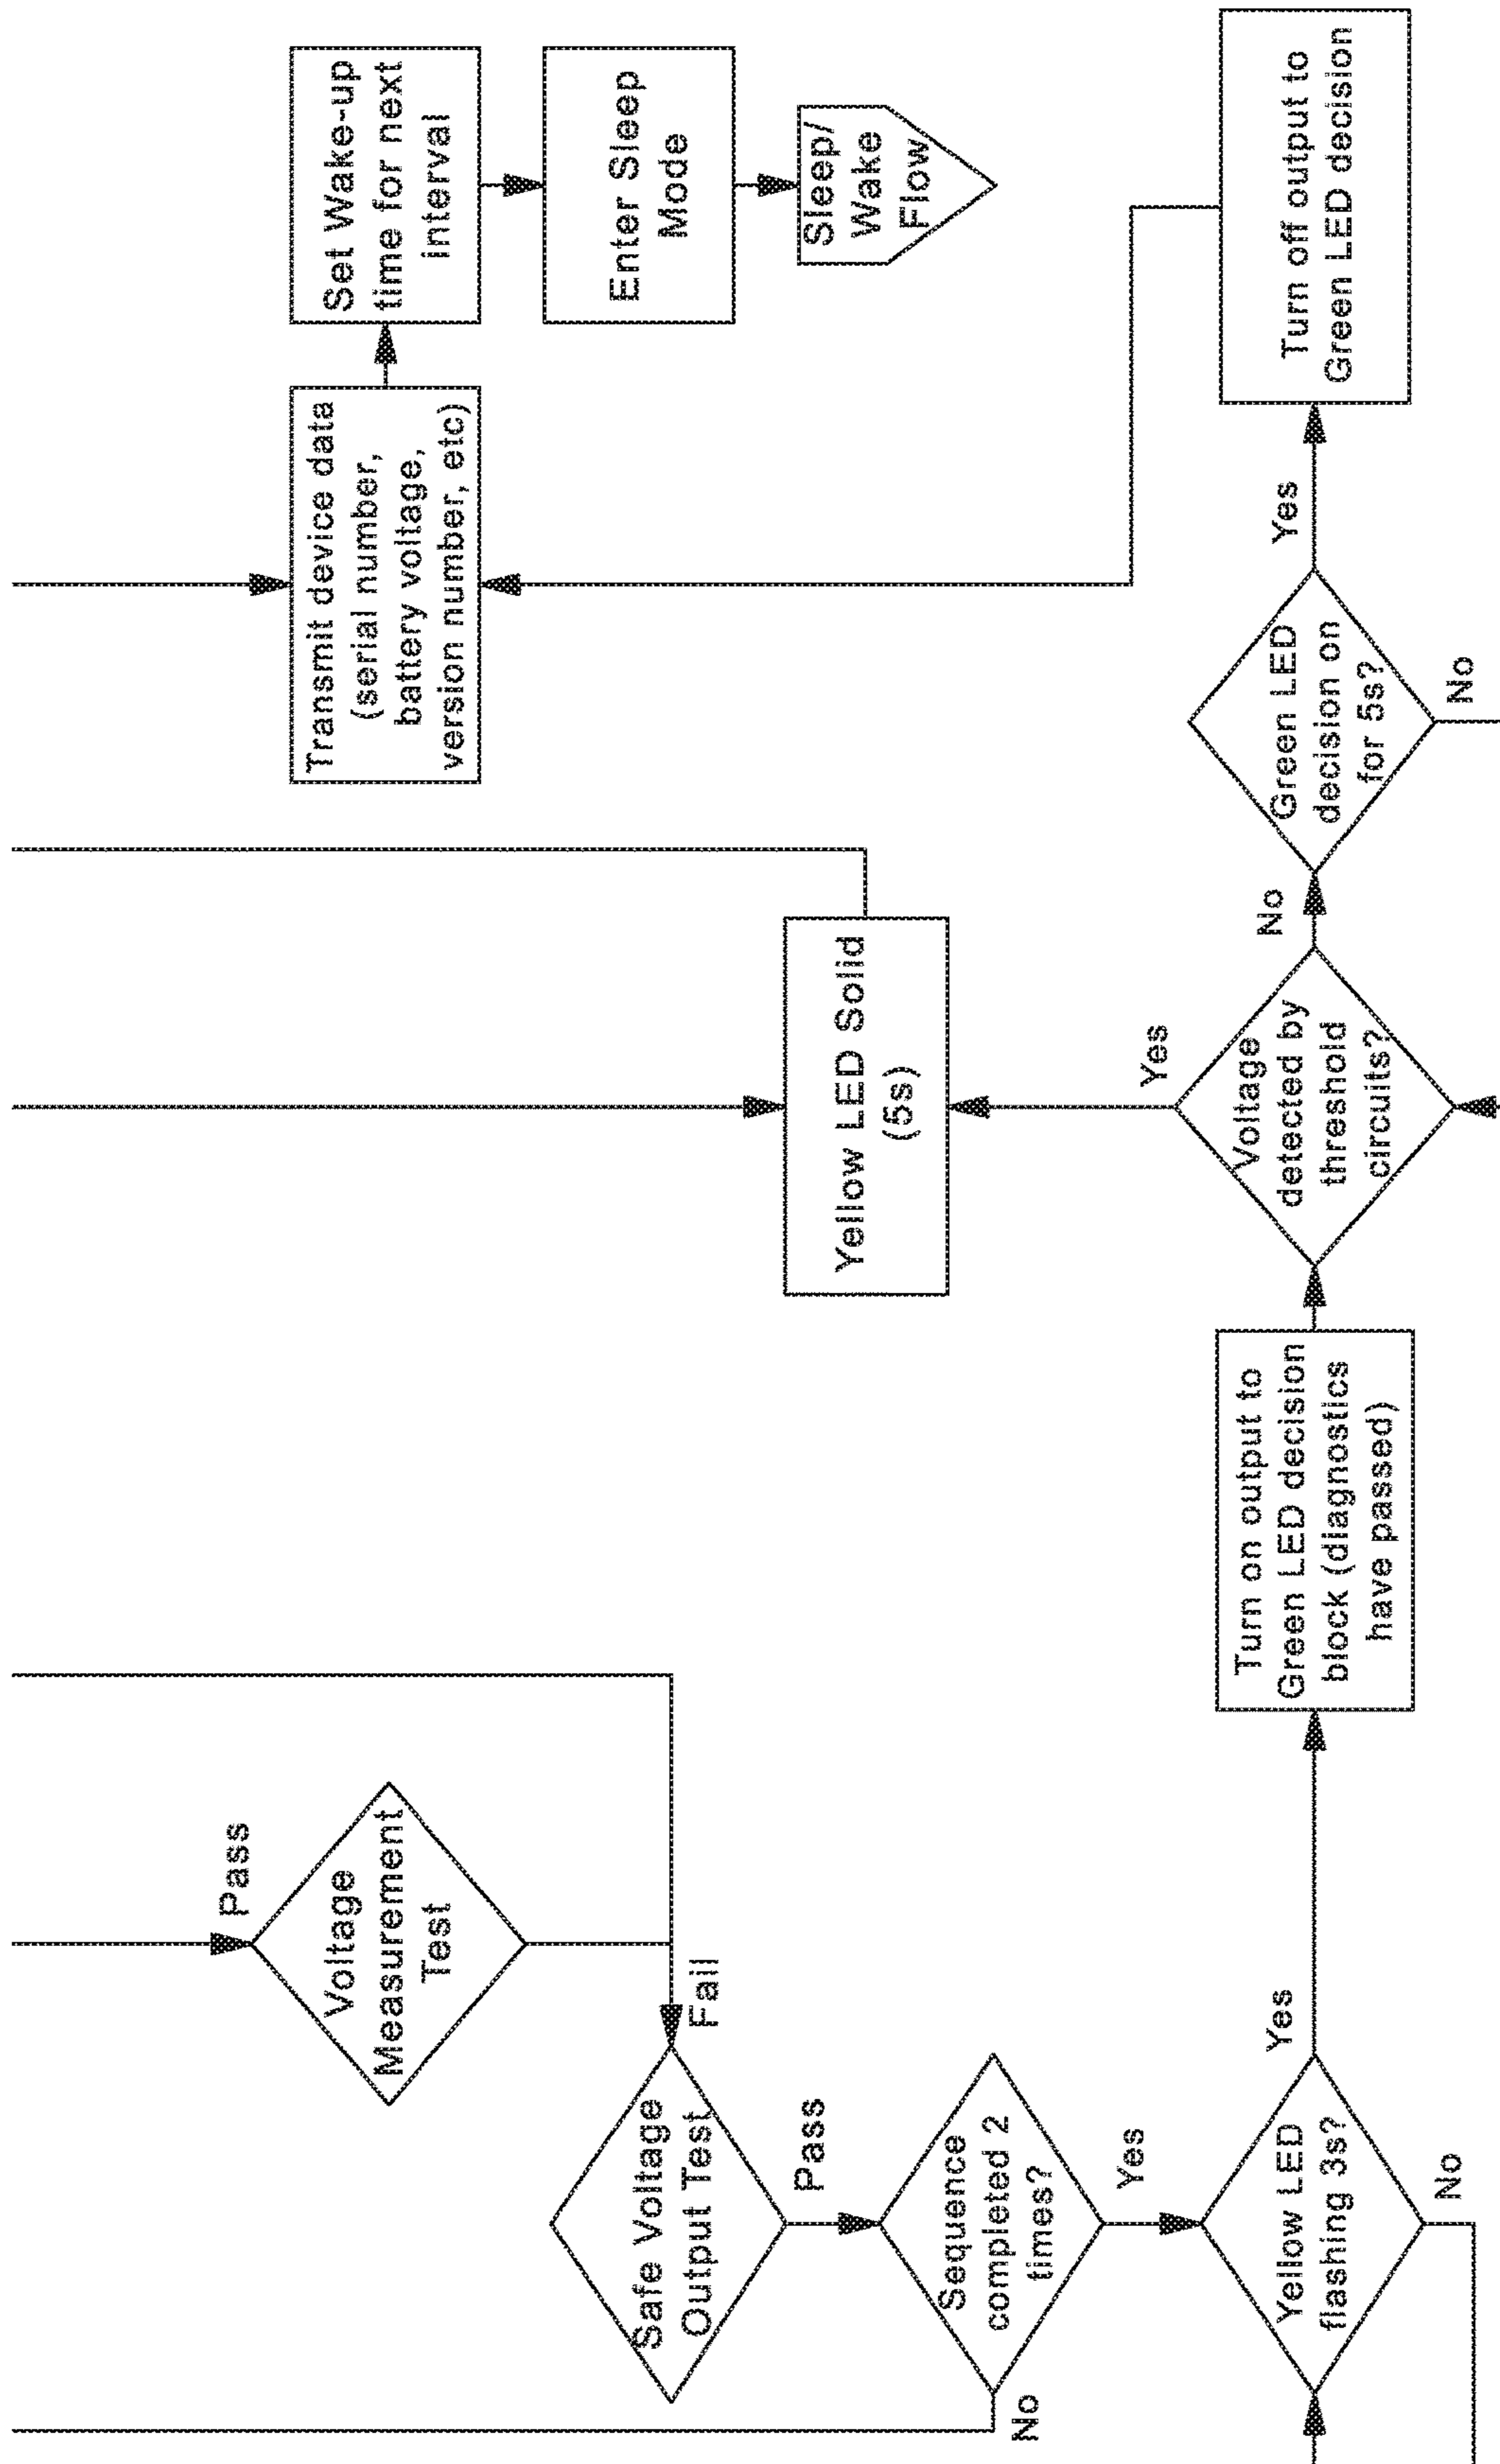 Pass
Voltage
Measurement
Test
Fail
Safe Voltage
Output Test
Pass
Sequence
completed 2
times?
No
Yes
Yellow LED
flashing 3s?
No
Yes
Turn on output to
Green LED decision
block (diagnostics
have passed)
Voltage
detected by
threshold
circuits?
Yes
Yellow LED Solid
(5s)
No
Green LED
decision on
for 5s?
No
Yes
Turn off output to
Green LED decision
Transmit device data
(serial number,
battery voltage,
version number, etc)
Set Wake-up
time for next
interval
Enter Sleep
Mode
Sleep/
Wake
Flow